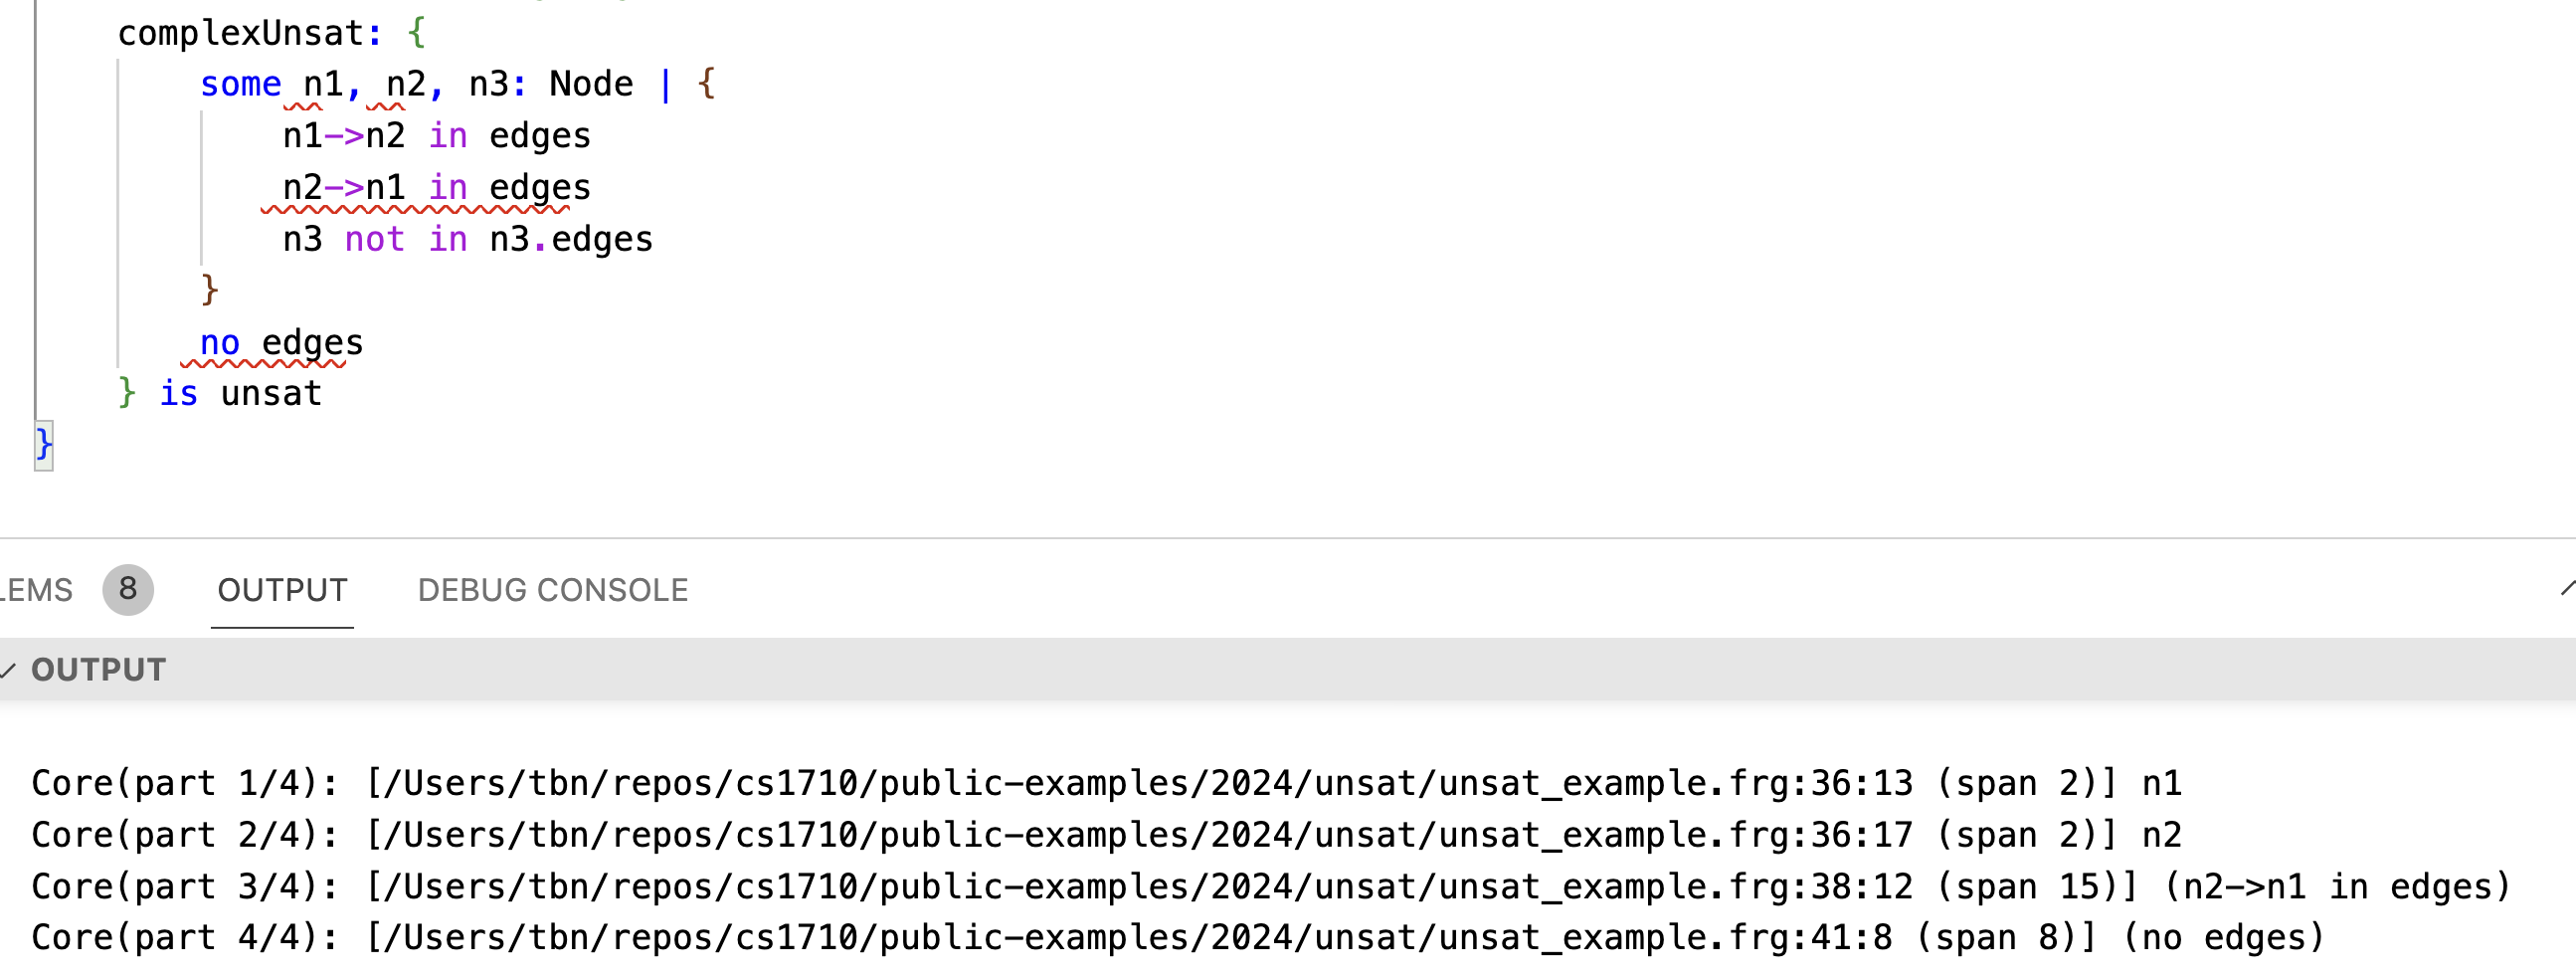 complexUnsat: {
some n1, n2, n3: Node | {
n1->n2 in edges
n2->n1 in edges
n3 not in n3.edges
}
no edges
} is unsat
}
LEMS 8 OUTPUT DEBUG CONSOLE
OUTPUT
Core(part 1/4): [/Users/tbn/repos/cs1710/public-examples/2024/unsat/unsat_example.frg:36:13 (span 2)] n1
Core(part 2/4): [/Users/tbn/repos/cs1710/public-examples/2024/unsat/unsat_example.frg:36:17 (span 2)] n2
Core(part 3/4): [/Users/tbn/repos/cs1710/public-examples/2024/unsat/unsat_example.frg:38:12 (span 15)] (n2->n1 in edges)
Core(part 4/4): [/Users/tbn/repos/cs1710/public-examples/2024/unsat/unsat_example.frg:41:8 (span 8)] (no edges)